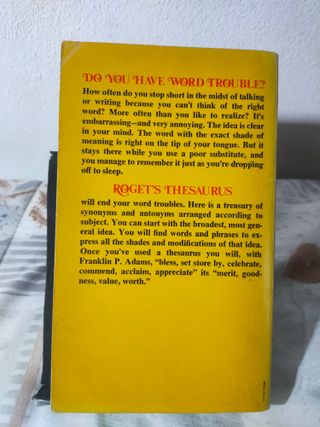 DO YOU HAVE WORD TROUBLE?
How often do you stop short in the midst of talking
or writing because you can't think of the right
word? More often than you like to realize? It's
embarrassing—and very annoying. The idea is clear
in your mind. The word with the exact shade of
meaning is right on the tip of your tongue. But it
stays there while you use a poor substitute, and
you manage to remember it just as you're dropping
off to sleep.
ROGET'S THESAURUS
will end your word troubles. Here is a treasury of
synonyms and antonyms arranged according to
subject. You can start with the broadest, most gen-
eral idea. You will find words and phrases to ex-
press all the shades and modifications of that idea.
Once you've used a thesaurus you will, with
Franklin P. Adams, "bless, set store by, celebrate,
commend, acclaim, appreciate" its "merit, good-
ness, value, worth."